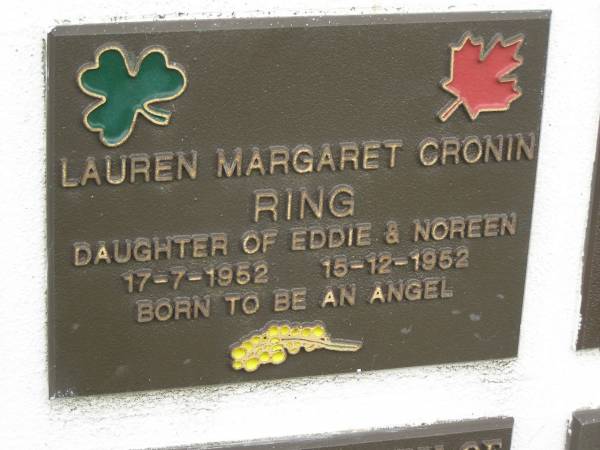 LAUREN MARGARET CRONIN
RING
DAUGHTER OF EDDIE & NOREEN
17-7-1952 15-12-1952
BORN TO BE AN ANGEL
OF